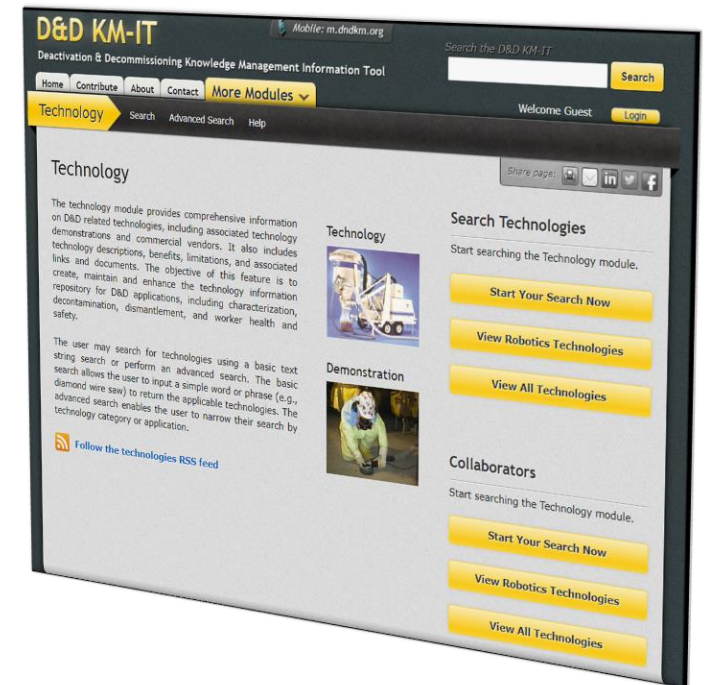 D&D KM-IT
Mobile: m.dndkm.org
Deactivation & Decommissioning Knowledge Management Information Tool
Search the D&D KM-IT
Search
Home Contribute About Contact More Modules
Welcome Guest Login
Technology Search Advanced Search Help
Share page:
Technology
The technology module provides comprehensive information
on D&D related technologies, including associated technology
demonstrations and commercial vendors. It also includes
technology descriptions, benefits, limitations, and associated
links and documents. The objective of this feature is to
create, maintain and enhance the technology information
repository for D&D applications, including characterization,
decontamination, dismantlement, and worker health and
safety.
The user may search for technologies using a basic text
string search or perform an advanced search. The basic
search allows the user to input a simple word or phrase (e.g.,
diamond wire saw) to return the applicable technologies. The
advanced search enables the user to narrow their search by
technology category or application.
Follow the technologies RSS feed
Technology
Demonstration
Search Technologies
Start searching the Technology module.
Start Your Search Now
View Robotics Technologies
View All Technologies
Collaborators
Start searching the Technology module.
Start Your Search Now
View Robotics Technologies
View All Technologies